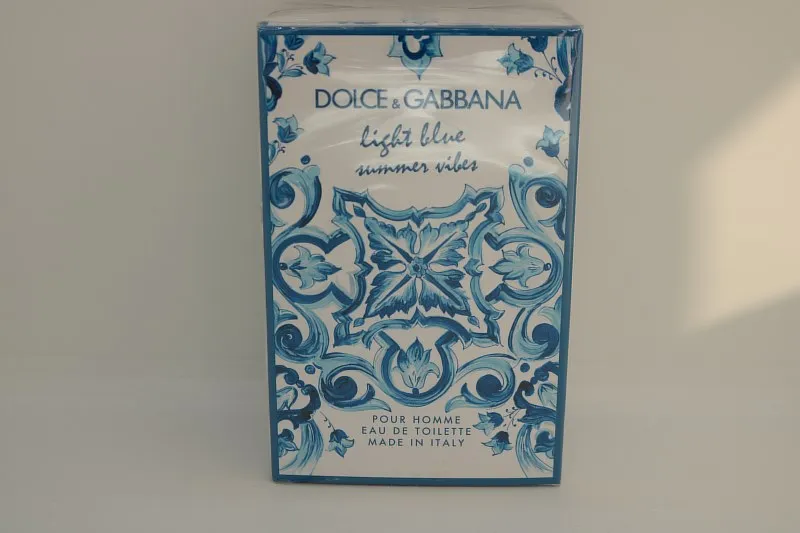 DOLCE & GABBANA
light blue
summer vibes
POUR HOMME
EAU DE TOILETTE
MADE IN ITALY